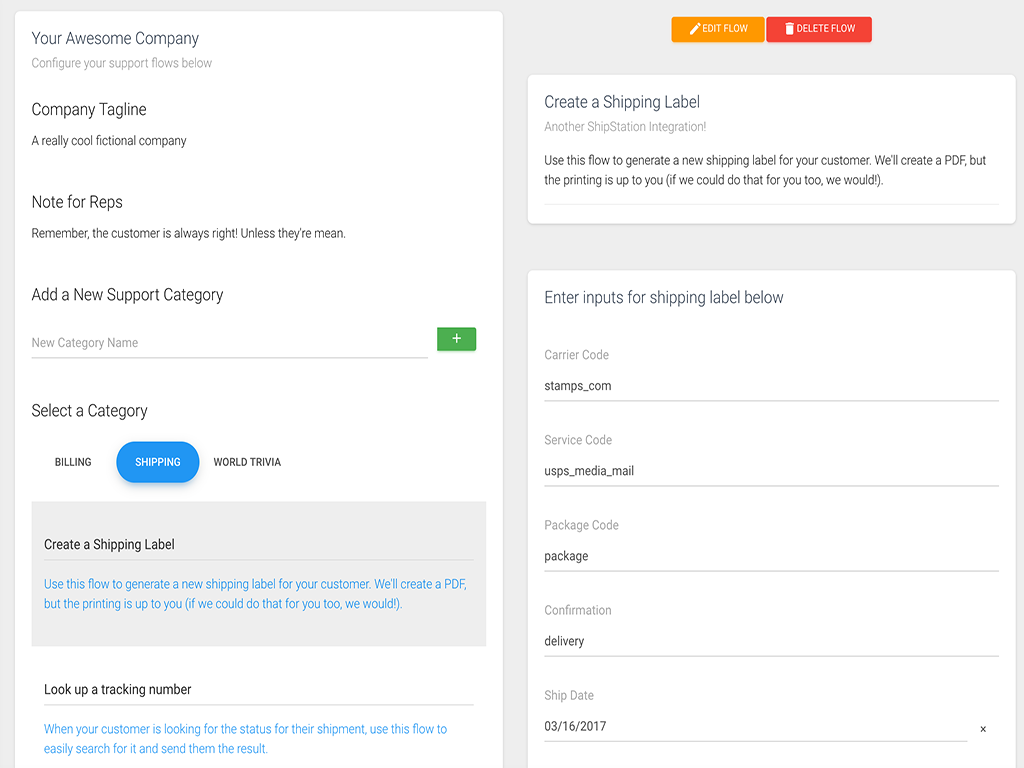 Your Awesome Company
Configure your support flows below
Company Tagline
A really cool fictional company
Note for Reps
Remember, the customer is always right! Unless they're mean.
Add a New Support Category
New Category Name
+
Select a Category
BILLING
SHIPPING
WORLD TRIVIA
Create a Shipping Label
Use this flow to generate a new shipping label for your customer. We'll create a PDF,
but the printing is up to you (if we could do that for you too, we would!).
Look up a tracking number
When your customer is looking for the status for their shipment, use this flow to
easily search for it and send them the result.
EDIT FLOW
DELETE FLOW
Create a Shipping Label
Another ShipStation Integration!
Use this flow to generate a new shipping label for your customer. We'll create a PDF, but
the printing is up to you (if we could do that for you too, we would!).
Enter inputs for shipping label below
Carrier Code
stamps_com
Service Code
usps_media_mail
Package Code
package
Confirmation
delivery
Ship Date
03/16/2017
x